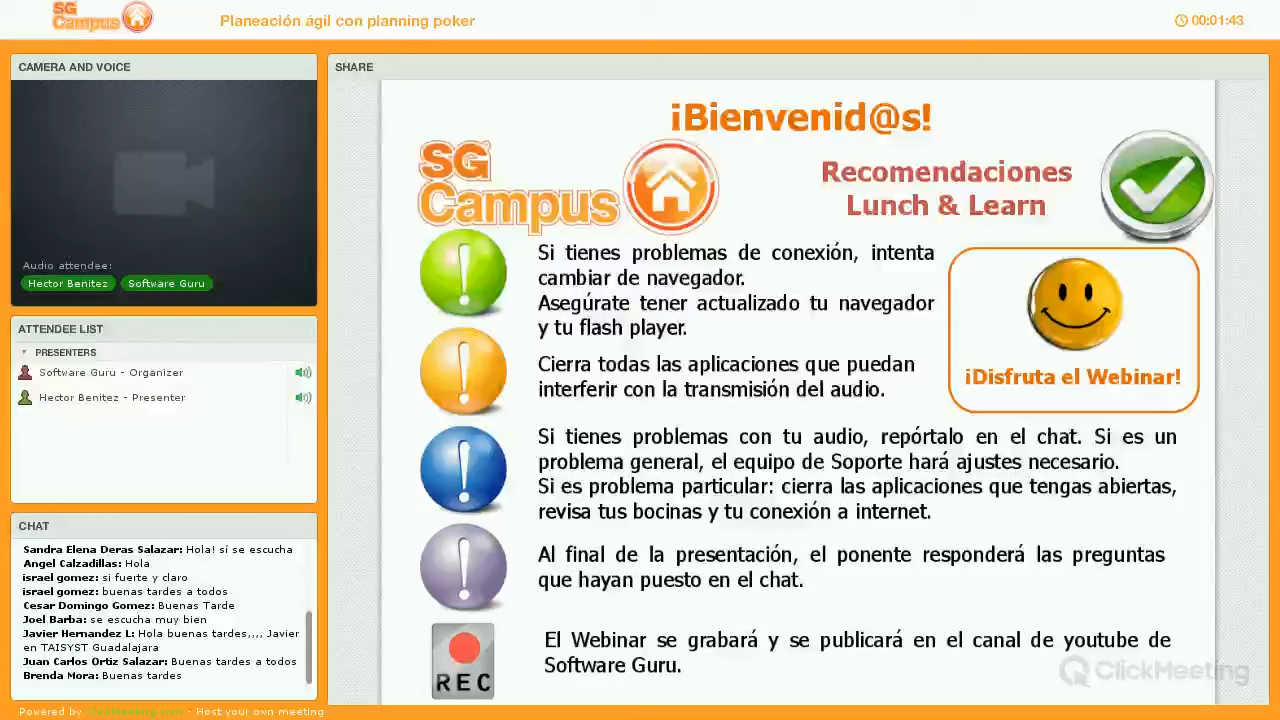 SG
Campus
Planeación ágil con planning poker
00:01:43
CAMERA AND VOICE
Audio attendee:
Hector Benitez
Software Guru
ATTENDEE LIST
PRESENTERS
Software Guru - Organizer
Hector Benitez - Presenter
CHAT
Sandra Elena Deras Salazar: Hola! sí se escucha
Angel Calzadillas: Hola
israel gomez: si fuerte y claro
israel gomez: buenas tardes a todos
Cesar Domingo Gomez: Buenas Tarde
Joel Barba: se escucha muy bien
Javier Hernandez L: Hola buenas tardes,,,, Javier
en TAISYST Guadalajara
Juan Carlos Ortiz Salazar: Buenas tardes a todos
Brenda Mora: Buenas tardes
Powered by ClickMeeting.com - Host your own meeting
SHARE
¡Bienvenid@s!
SG
Campus
Recomendaciones
Lunch & Learn
Si tienes problemas de conexión, intenta
cambiar de navegador.
Asegúrate tener actualizado tu navegador
y tu flash player.
¡Disfruta el Webinar!
Cierra todas las aplicaciones que puedan
interferir con la transmisión del audio.
Si tienes problemas con tu audio, repórtalo en el chat. Si es un
problema general, el equipo de Soporte hará ajustes necesario.
Si es problema particular: cierra las aplicaciones que tengas abiertas,
revisa tus bocinas y tu conexión a internet.
Al final de la presentación, el ponente responderá las preguntas
que hayan puesto en el chat.
REC
El Webinar se grabará y se publicará en el canal de youtube de
Software Guru.
ClickMeeting